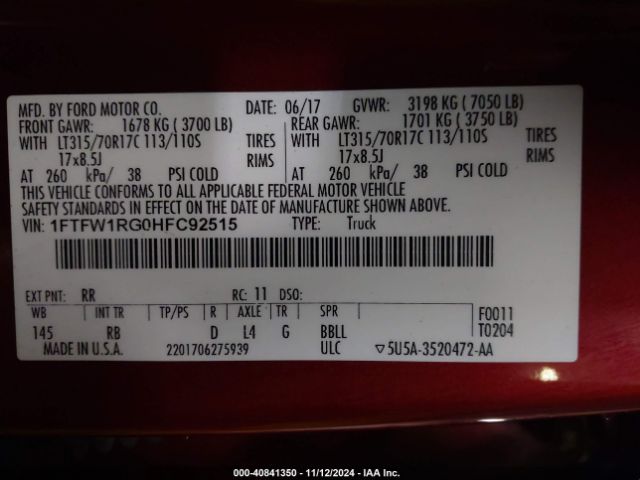 MFD. BY FORD MOTOR CO. DATE: 06/17 GVWR: 3198 KG ( 7050 LB)
FRONT GAWR: 1678 KG ( 3700 LB) REAR GAWR: 1701 KG ( 3750 LB)
WITH LT315/70R17C 113/110S TIRES WITH LT315/70R17C 113/110S TIRES
17x8.5J RIMS 17x8.5J RIMS
AT 260 kPa/ 38 PSI COLD AT 260 kPa/ 38 PSI COLD
THIS VEHICLE CONFORMS TO ALL APPLICABLE FEDERAL MOTOR VEHICLE
SAFETY STANDARDS IN EFFECT ON THE DATE OF MANUFACTURE SHOWN ABOVE.
VIN: 1FTFW1RG0HFC92515 TYPE: Truck
EXT PNT: RR RC: 11 DSO:
WB INT TR TP/PS R AXLE TR SPR F0011
145 RB D L4 G BBLL T0204
MADE IN U.S.A. 2201706275939 ULC ▽5U5A-3520472-AA
000-40841350 - 11/12/2024 - IAA Inc.